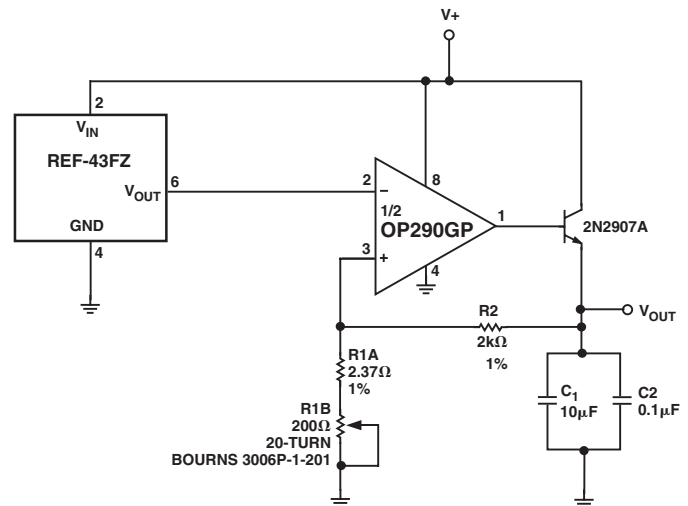 V+
2
VIN
REF-43FZ
VOUT
6
GND
4
2
−
8
1/2
OP290GP
1
3
+
4
2N2907A
R2
2kΩ
1%
VOUT
R1A
2.37Ω
1%
R1B
200Ω
20-TURN
BOURNS 3006P-1-201
C1
10µF
C2
0.1µF